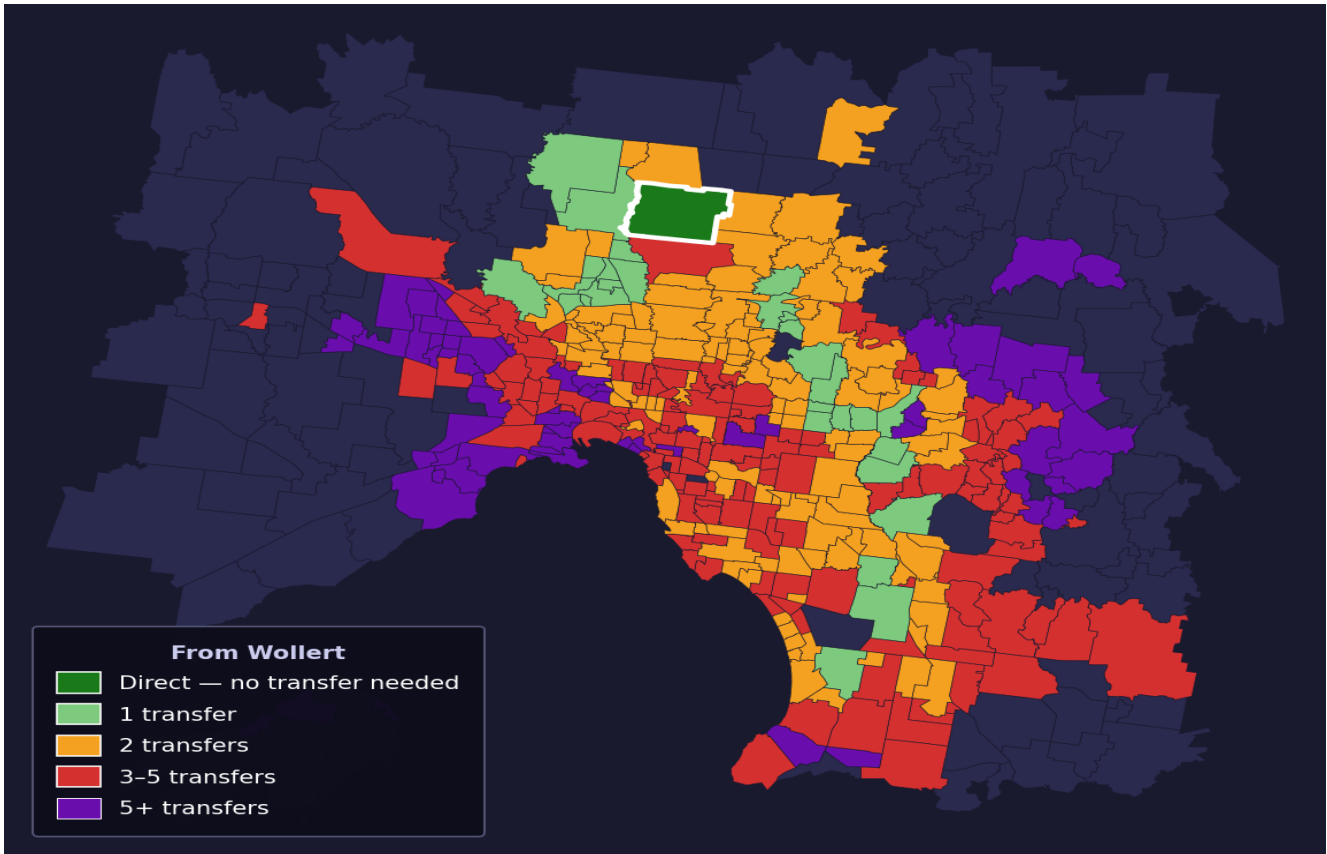 From Wollert
Direct — no transfer needed
1 transfer
2 transfers
3–5 transfers
5+ transfers